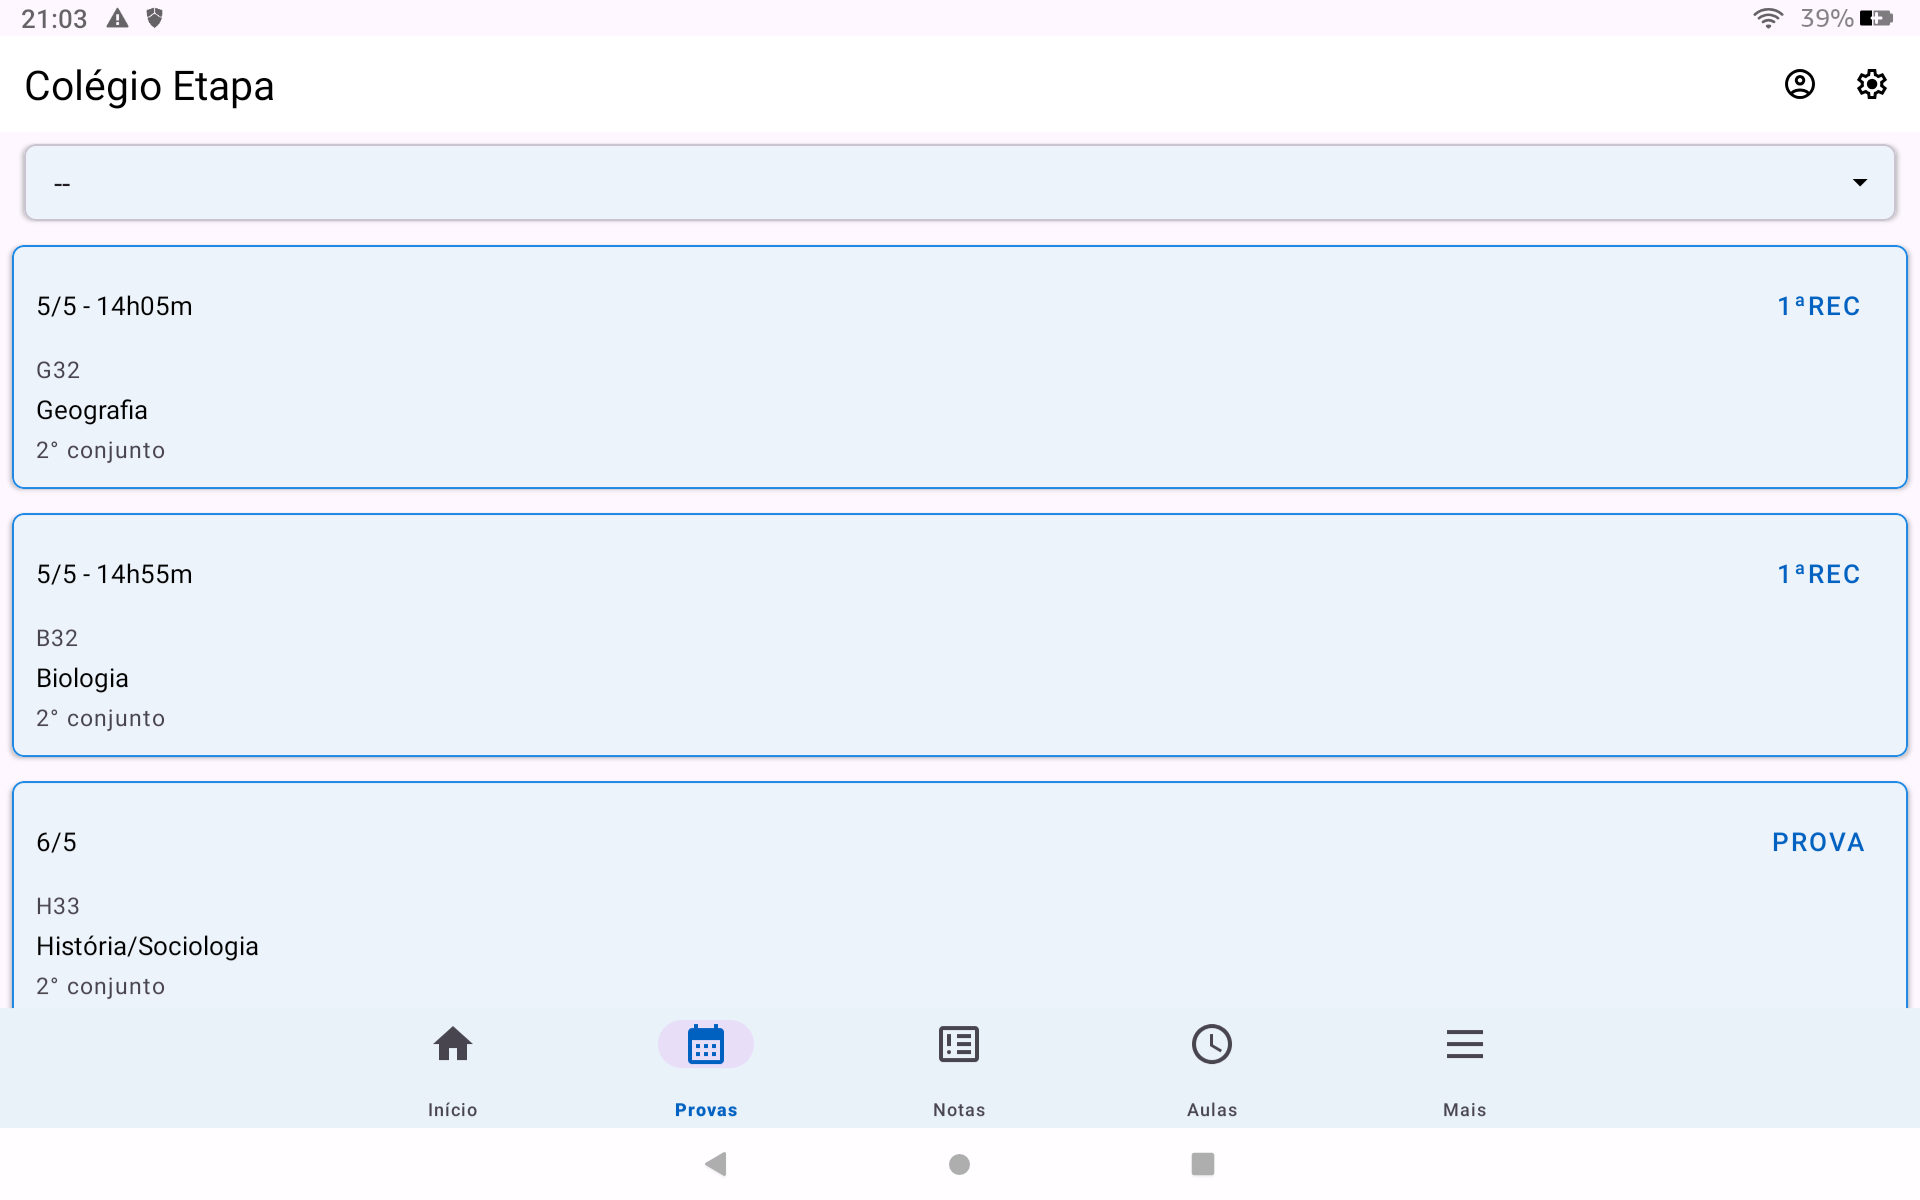 21:03
39%
Colégio Etapa
--
5/5 - 14h05m
1ªREC
G32
Geografia
2° conjunto
5/5 - 14h55m
1ªREC
B32
Biologia
2° conjunto
6/5
PROVA
H33
História/Sociologia
2° conjunto
Início
Provas
Notas
Aulas
Mais